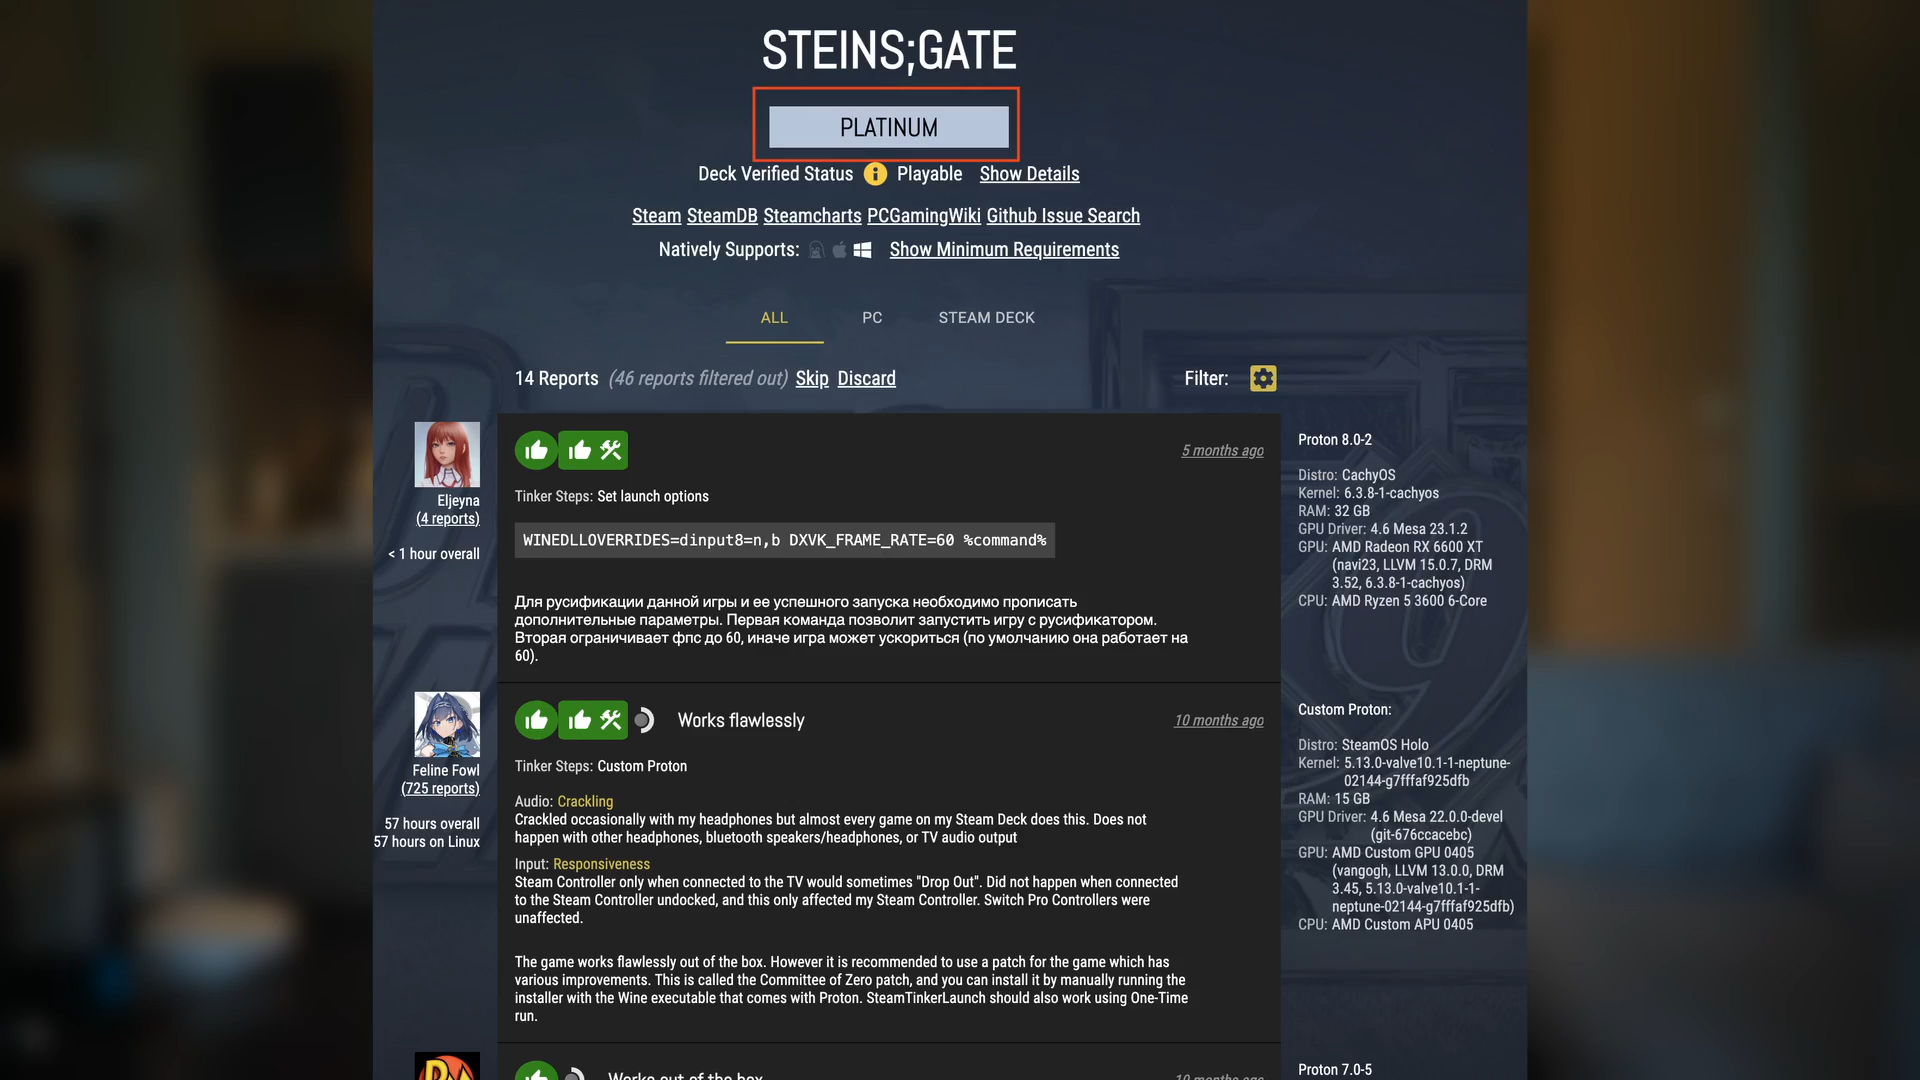 STEINS;GATE
PLATINUM
Deck Verified Status Playable Show Details
Steam SteamDB Steamcharts PCGamingWiki Github Issue Search
Natively Supports: Show Minimum Requirements
ALL PC STEAM DECK
14 Reports (46 reports filtered out) Skip Discard Filter:
Eljeyna
(4 reports)
< 1 hour overall
5 months ago
Tinker Steps: Set launch options
WINEDLLOVERRIDES=dinput8=n,b DXVK_FRAME_RATE=60 %command%
Для русификации данной игры и ее успешного запуска необходимо прописать
дополнительные параметры. Первая команда позволит запустить игру с русификатором.
Вторая ограничивает фпс до 60, иначе игра может ускориться (по умолчанию она работает на
60).
Proton 8.0-2
Distro: CachyOS
Kernel: 6.3.8-1-cachyos
RAM: 32 GB
GPU Driver: 4.6 Mesa 23.1.2
GPU: AMD Radeon RX 6600 XT
(navi23, LLVM 15.0.7, DRM
3.52, 6.3.8-1-cachyos)
CPU: AMD Ryzen 5 3600 6-Core
Feline Fowl
(725 reports)
57 hours overall
57 hours on Linux
Works flawlessly
10 months ago
Tinker Steps: Custom Proton
Audio: Crackling
Crackled occasionally with my headphones but almost every game on my Steam Deck does this. Does not
happen with other headphones, bluetooth speakers/headphones, or TV audio output
Input: Responsiveness
Steam Controller only when connected to the TV would sometimes "Drop Out". Did not happen when connected
to the Steam Controller undocked, and this only affected my Steam Controller. Switch Pro Controllers were
unaffected.
The game works flawlessly out of the box. However it is recommended to use a patch for the game which has
various improvements. This is called the Committee of Zero patch, and you can install it by manually running the
installer with the Wine executable that comes with Proton. SteamTinkerLaunch should also work using One-Time
run.
Custom Proton:
Distro: SteamOS Holo
Kernel: 5.13.0-valve10.1-1-neptune-
02144-g7fffaf925dfb
RAM: 15 GB
GPU Driver: 4.6 Mesa 22.0.0-devel
(git-676ccacebc)
GPU: AMD Custom GPU 0405
(vangogh, LLVM 13.0.0, DRM
3.45, 5.13.0-valve10.1-1-
neptune-02144-g7fffaf925dfb)
CPU: AMD Custom APU 0405
Works out of the box
10 months ago
Proton 7.0-5